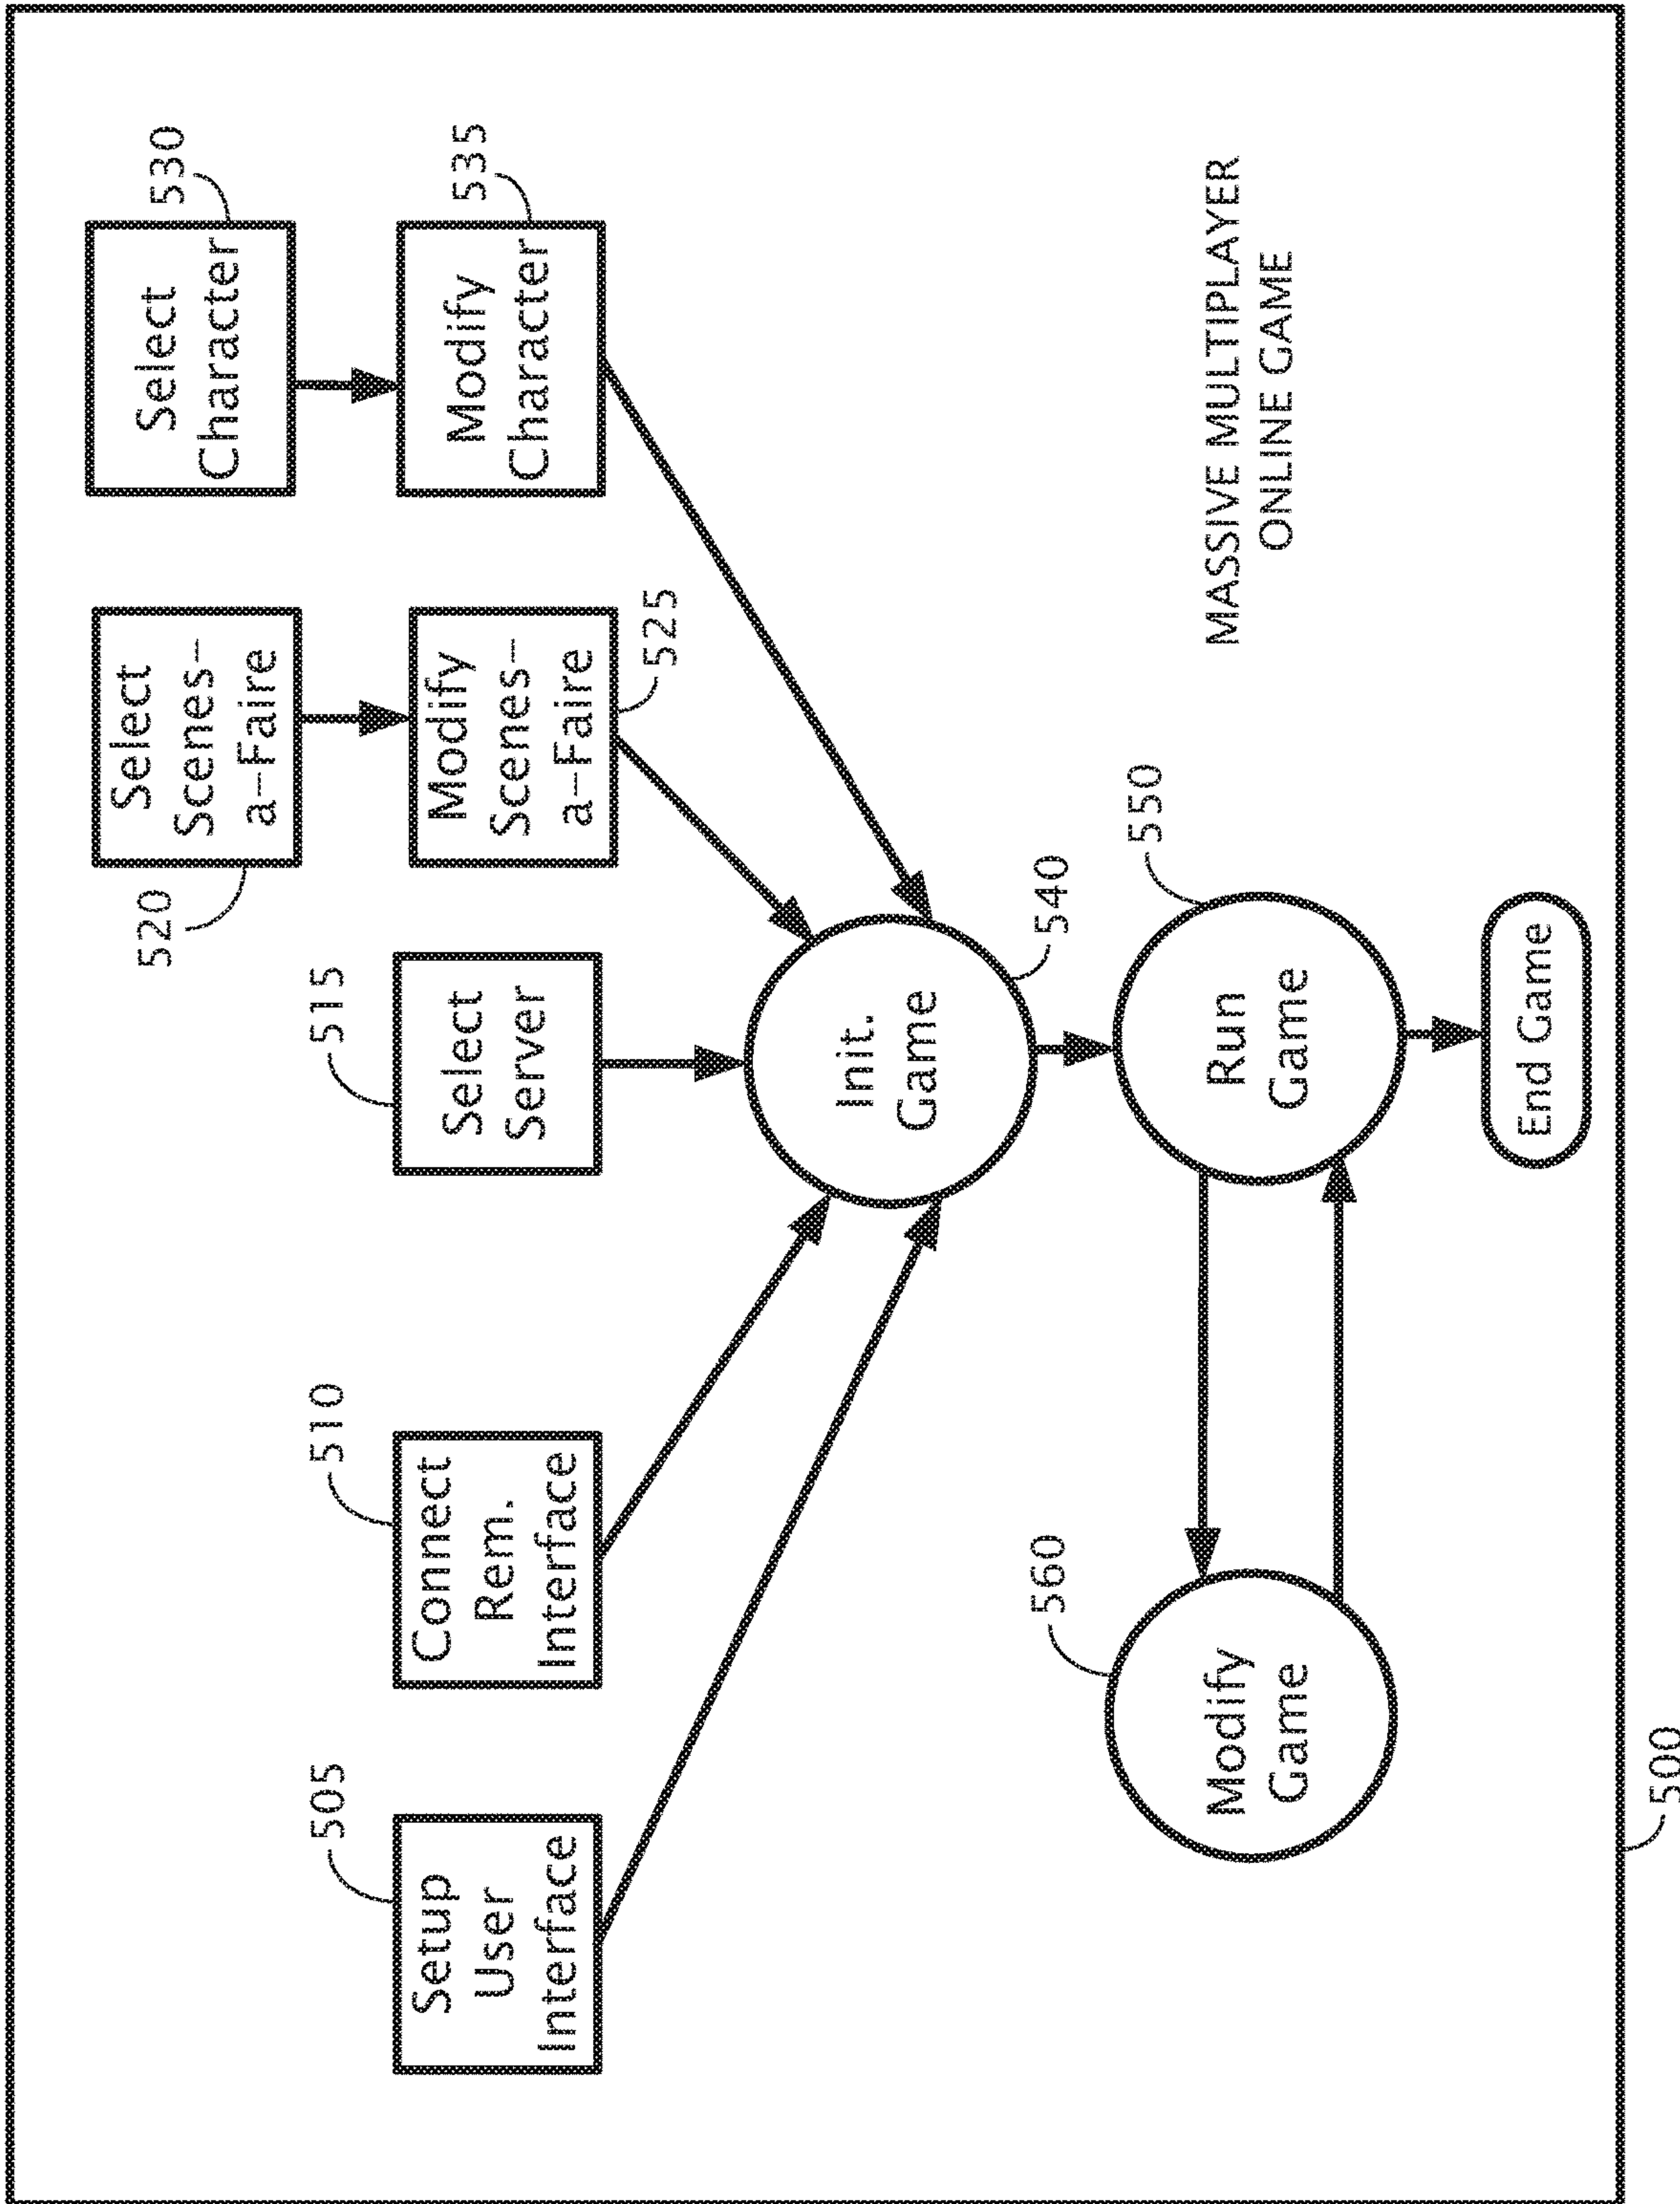 530
Select
Character
535
Modify
Character
520
Select
Scenes-
a-Faire
525
Modify
Scenes-
a-Faire
515
Select
Server
510
Connect
Rem.
Interface
505
Setup
User
Interface
540
Init.
Game
550
Run
Game
560
Modify
Game
End Game
MASSIVE MULTIPLAYER
ONLINE GAME
500